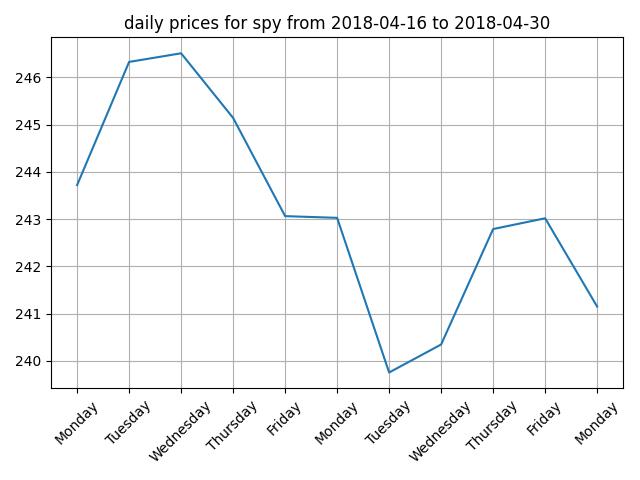 daily prices for spy from 2018-04-16 to 2018-04-30
246
245
244
243
242
241
240
Monday
Tuesday
Wednesday
Thursday
Friday
Monday
Tuesday
Wednesday
Thursday
Friday
Monday